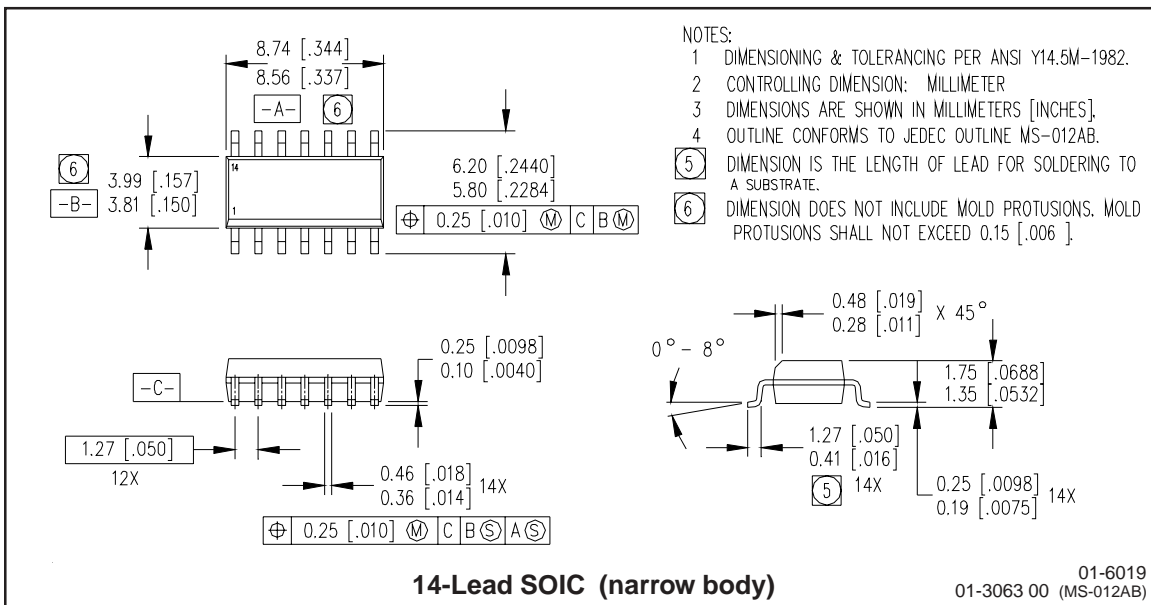 8.74 [.344]
8.56 [.337]
-A- 6
6
3.99 [.157]
3.81 [.150]
-B-
14
1
6.20 [.2440]
5.80 [.2284]
⌖ 0.25 [.010] Ⓜ C B Ⓜ
NOTES:
1 DIMENSIONING & TOLERANCING PER ANSI Y14.5M-1982.
2 CONTROLLING DIMENSION: MILLIMETER
3 DIMENSIONS ARE SHOWN IN MILLIMETERS [INCHES].
4 OUTLINE CONFORMS TO JEDEC OUTLINE MS-012AB.
5 DIMENSION IS THE LENGTH OF LEAD FOR SOLDERING TO
A SUBSTRATE.
6 DIMENSION DOES NOT INCLUDE MOLD PROTUSIONS. MOLD
PROTUSIONS SHALL NOT EXCEED 0.15 [.006 ].
-C-
0.25 [.0098]
0.10 [.0040]
1.27 [.050]
12X
0.46 [.018]
0.36 [.014] 14X
⌖ 0.25 [.010] Ⓜ C B Ⓢ A Ⓢ
0.48 [.019]
0.28 [.011] X 45°
0°-8°
1.75 [.0688]
1.35 [.0532]
1.27 [.050]
0.41 [.016]
5 14X
0.25 [.0098]
0.19 [.0075] 14X
14-Lead SOIC (narrow body)
01-6019
01-3063 00 (MS-012AB)